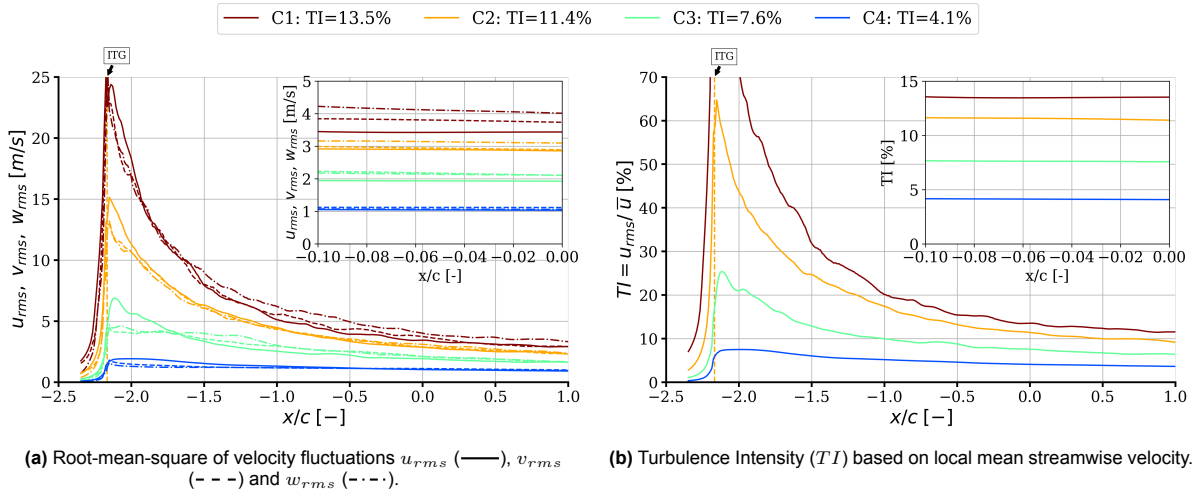 C1: TI=13.5% C2: TI=11.4% C3: TI=7.6% C4: TI=4.1%
ITG
25
20
15
10
5
0
u_rms, v_rms, w_rms [m/s]
−2.5 −2.0 −1.5 −1.0 −0.5 0.0 0.5 1.0
x/c [−]
5
4
3
2
1
0
u_rms, v_rms, w_rms [m/s]
−0.10 −0.08 −0.06 −0.04 −0.02 0.00
x/c [-]
ITG
70
60
50
40
30
20
10
0
TI = u_rms/ u̅ [%]
−2.5 −2.0 −1.5 −1.0 −0.5 0.0 0.5 1.0
x/c [−]
15
10
5
0
TI [%]
−0.10 −0.08 −0.06 −0.04 −0.02 0.00
x/c [-]
(a) Root-mean-square of velocity fluctuations u_rms (——), v_rms
(− − −) and w_rms (− · − ·).
(b) Turbulence Intensity (TI) based on local mean streamwise velocity.